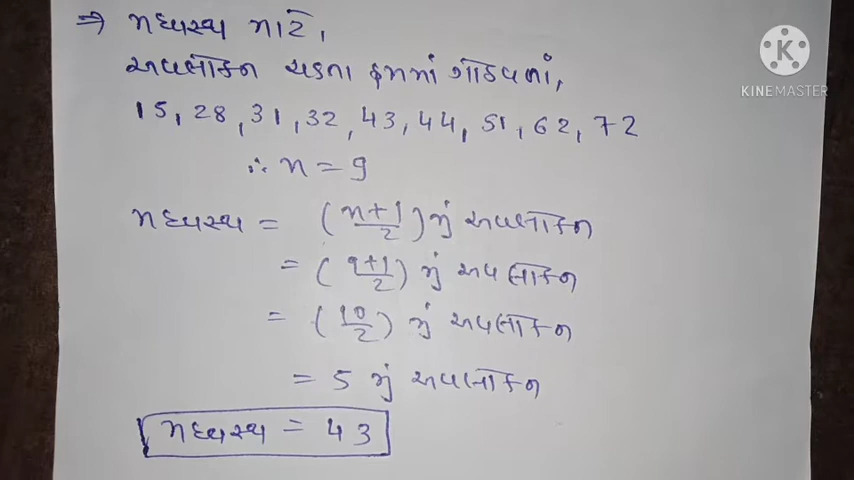 ⇒ મધ્યસ્થ માટે,
અવલોકન ચડતા ક્રમમાં ગોઠવતાં,
15, 28, 31, 32, 43, 44, 51, 62, 72
∴ n = 9
મધ્યસ્થ = (n+1/2) નું અવલોકન
= (9+1/2) નું અવલોકન
= (10/2) નું અવલોકન
= 5 નું અવલોકન
મધ્યસ્થ = 43
K
KINEMASTER